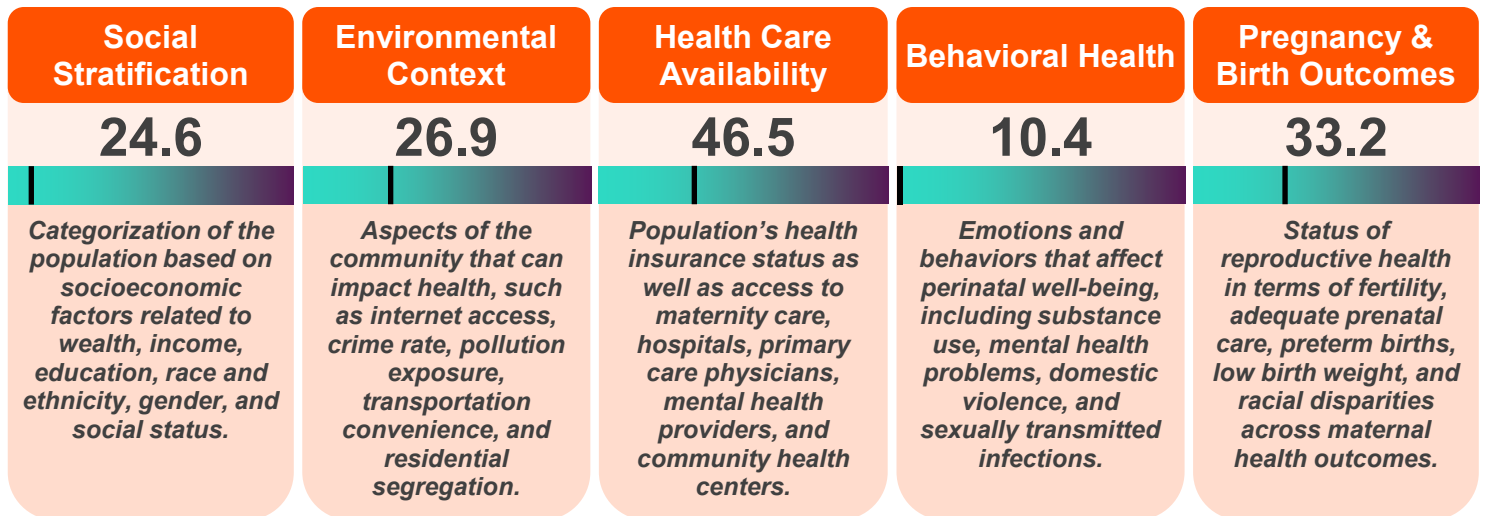 Social
Stratification
24.6
Categorization of the
population based on
socioeconomic
factors related to
wealth, income,
education, race and
ethnicity, gender, and
social status.
Environmental
Context
26.9
Aspects of the
community that can
impact health, such
as internet access,
crime rate, pollution
exposure,
transportation
convenience, and
residential
segregation.
Health Care
Availability
46.5
Population’s health
insurance status as
well as access to
maternity care,
hospitals, primary
care physicians,
mental health
providers, and
community health
centers.
Behavioral Health
10.4
Emotions and
behaviors that affect
perinatal well-being,
including substance
use, mental health
problems, domestic
violence, and
sexually transmitted
infections.
Pregnancy &
Birth Outcomes
33.2
Status of
reproductive health
in terms of fertility,
adequate prenatal
care, preterm births,
low birth weight, and
racial disparities
across maternal
health outcomes.